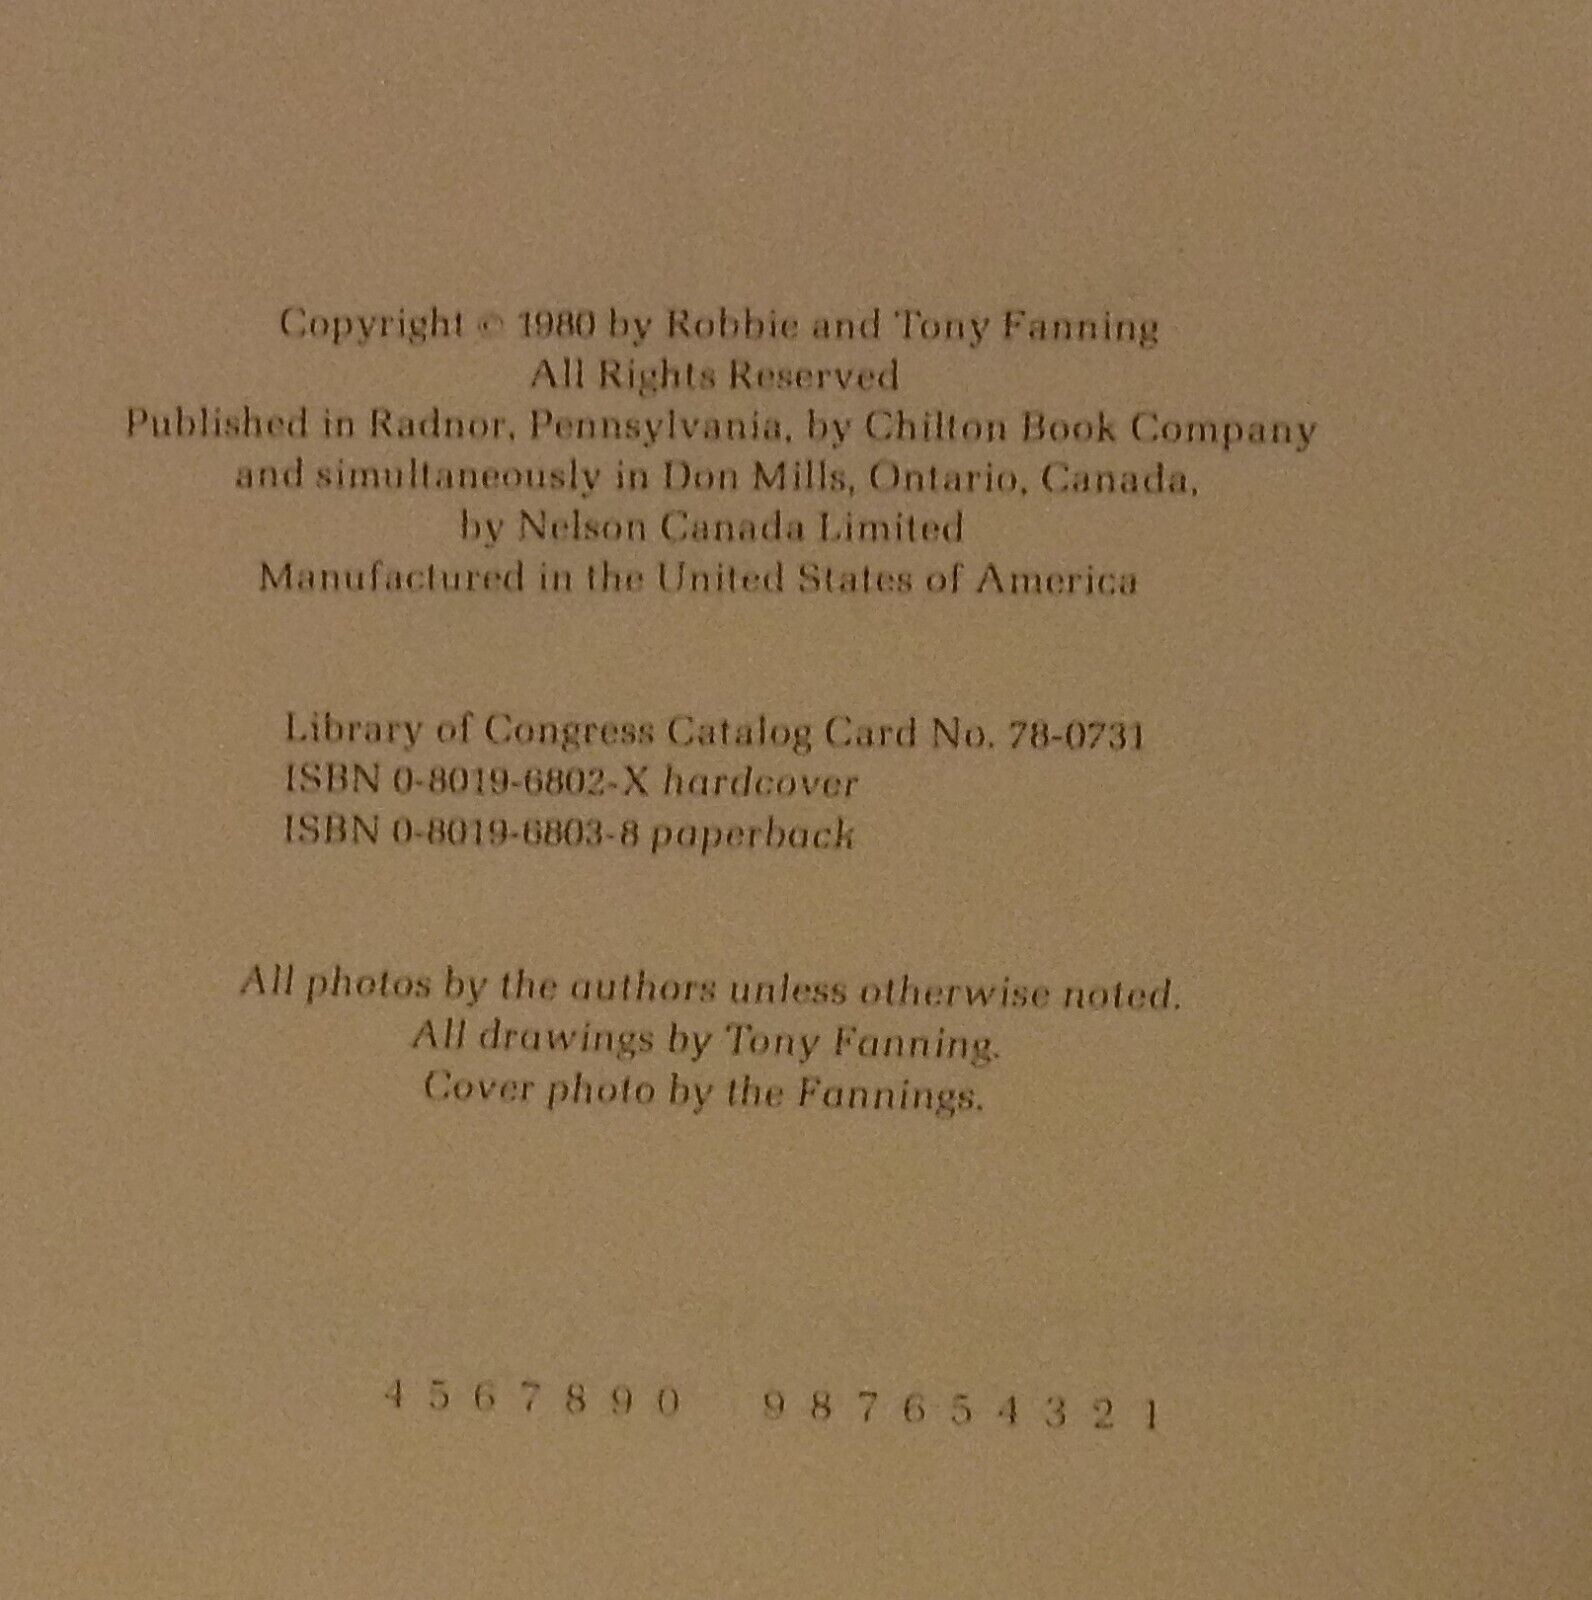 Copyright © 1980 by Robbie and Tony Fanning
All Rights Reserved
Published in Radnor, Pennsylvania, by Chilton Book Company
and simultaneously in Don Mills, Ontario, Canada,
by Nelson Canada Limited
Manufactured in the United States of America
Library of Congress Catalog Card No. 78-0731
ISBN 0-8019-6802-X hardcover
ISBN 0-8019-6803-8 paperback
All photos by the authors unless otherwise noted.
All drawings by Tony Fanning.
Cover photo by the Fannings.
4 5 6 7 8 9 0 9 8 7 6 5 4 3 2 1